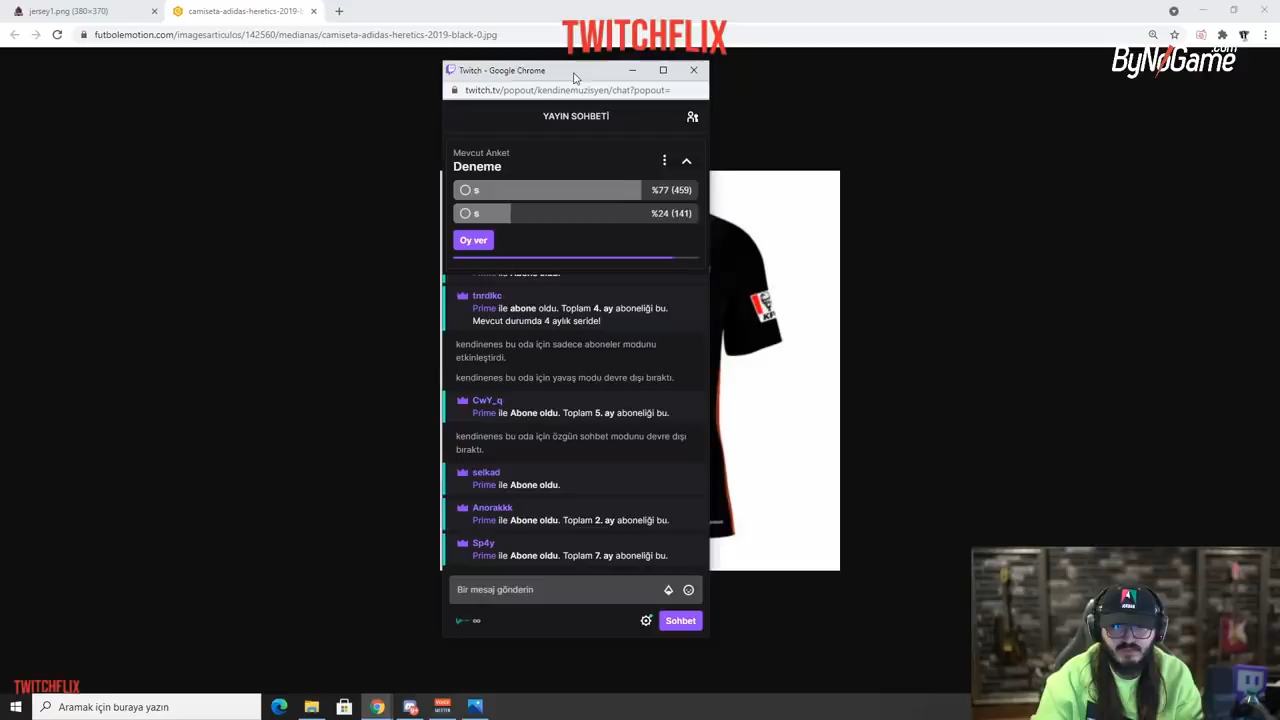 jersey1.png (380×370)
camiseta-adidas-heretics-2019-b
futbolemotion.com/imagesarticulos/142560/medianas/camiseta-adidas-heretics-2019-black-0.jpg
TWITCHFLIX
ByNoGame
.com
Twitch - Google Chrome
twitch.tv/popout/kendinemuzisyen/chat?popout=
YAYIN SOHBETİ
Mevcut Anket
Deneme
s %77 (459)
s %24 (141)
Oy ver
Prime ile Abone oldu.
tnrdlkc
Prime ile abone oldu. Toplam 4. ay aboneliği bu.
Mevcut durumda 4 aylık seride!
kendinenes bu oda için sadece aboneler modunu
etkinleştirdi.
kendinenes bu oda için yavaş modu devre dışı bıraktı.
CwY_q
Prime ile Abone oldu. Toplam 5. ay aboneliği bu.
kendinenes bu oda için özgün sohbet modunu devre dışı
bıraktı.
selkad
Prime ile Abone oldu.
Anorakkk
Prime ile Abone oldu. Toplam 2. ay aboneliği bu.
Sp4y
Prime ile Abone oldu. Toplam 7. ay aboneliği bu.
Bir mesaj gönderin
∞
Sohbet
TWITCHFLIX
Aramak için buraya yazın